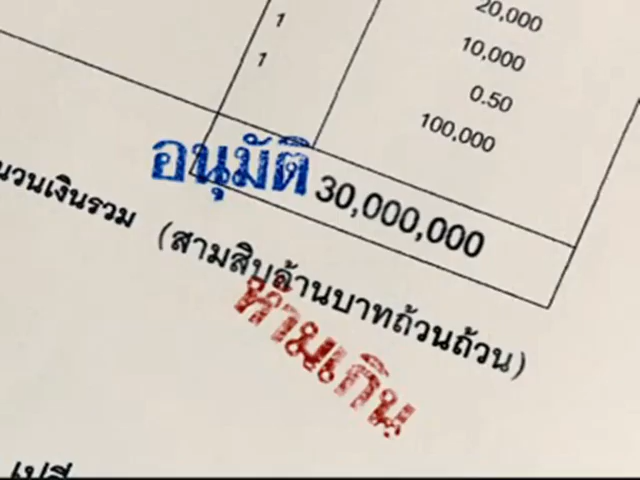 20,000
1 10,000
1 0.50
100,000
อนุมัติ 30,000,000
นวนเงินรวม (สามสิบล้านบาทถ้วนถ้วน)
ห้ามเกิน